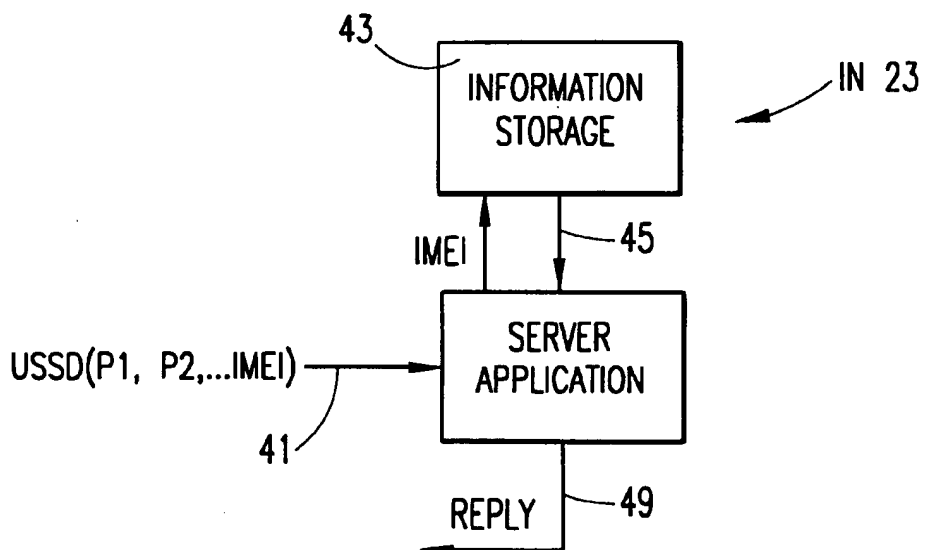 43
INFORMATION
STORAGE
IN 23
IMEI
45
USSD(P1, P2,...IMEI)
SERVER
APPLICATION
41
REPLY
49